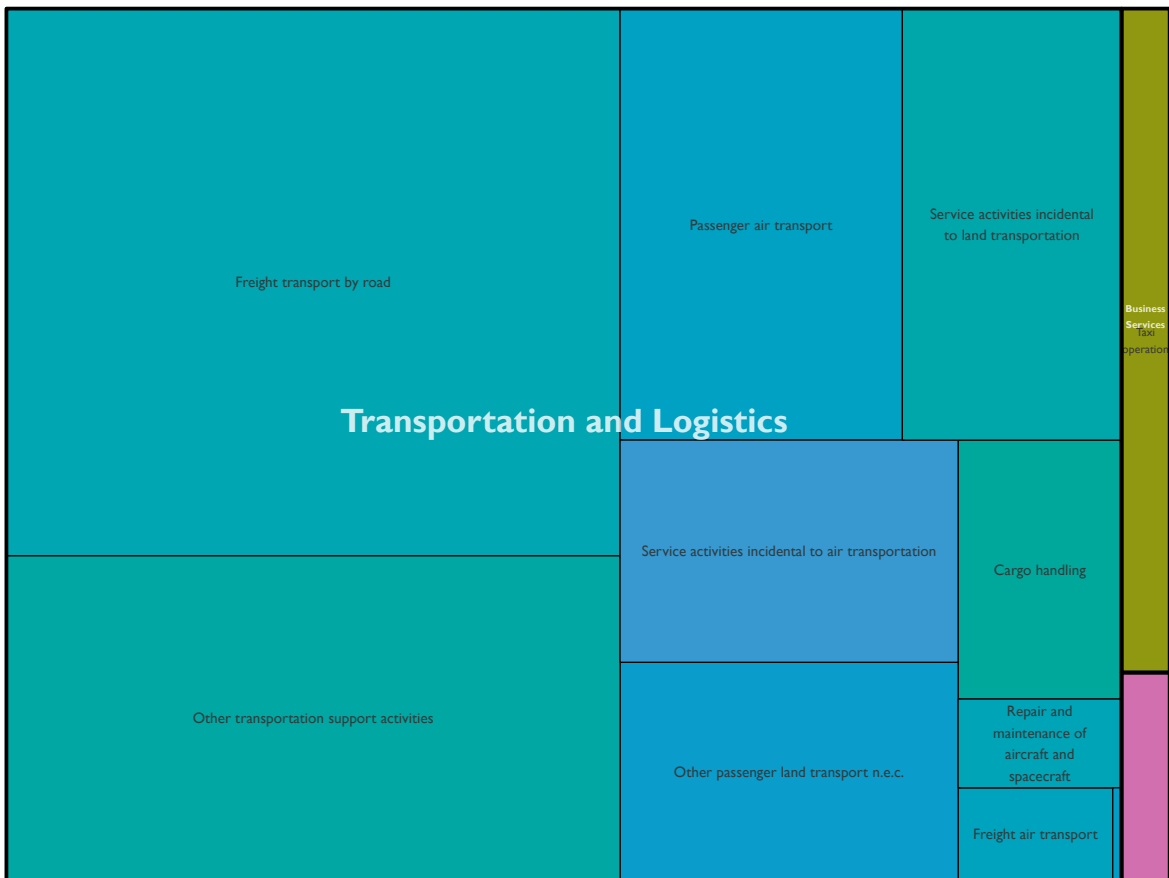 Freight transport by road
Other transportation support activities
Transportation and Logistics
Passenger air transport
Service activities incidental
to land transportation
Service activities incidental to air transportation
Cargo handling
Other passenger land transport n.e.c.
Repair and
maintenance of
aircraft and
spacecraft
Freight air transport
Business
Services
Taxi
operation